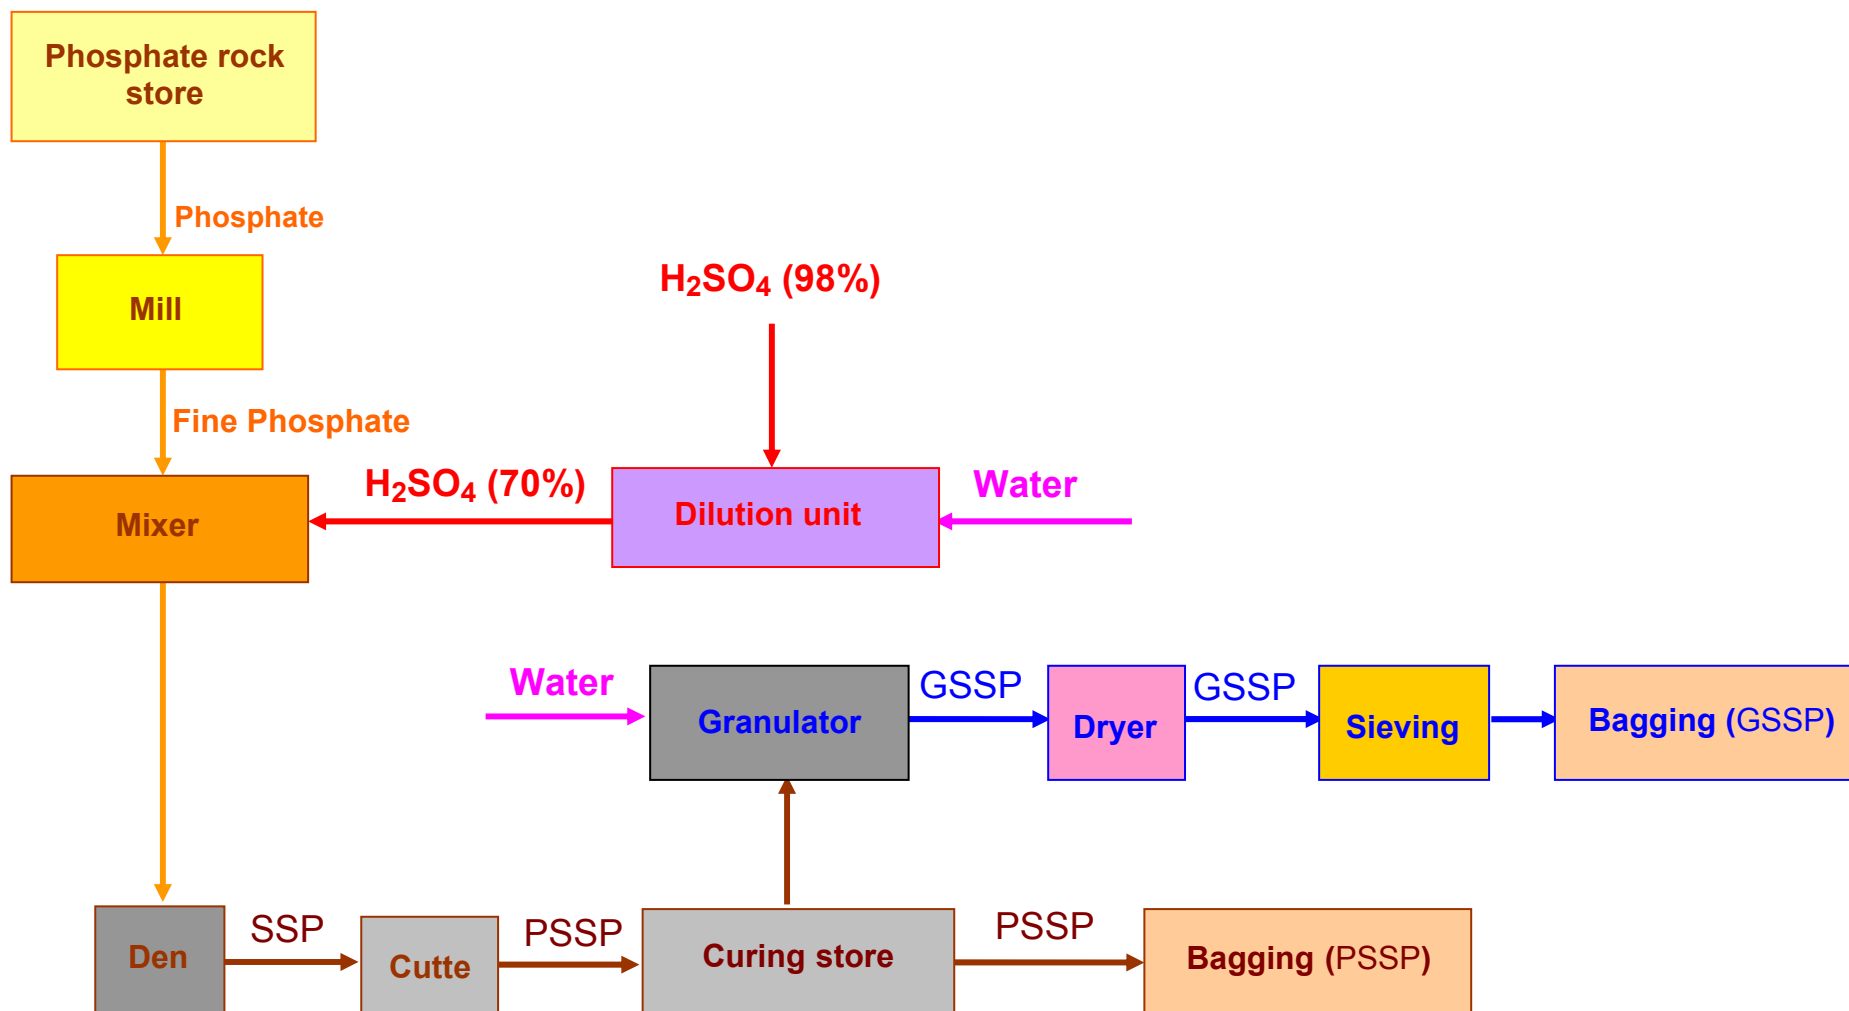 Phosphate rock
store
Phosphate
Mill
H₂SO₄ (98%)
Fine Phosphate
H₂SO₄ (70%)
Water
Mixer
Dilution unit
Water
Granulator
GSSP
Dryer
GSSP
Sieving
Bagging (GSSP)
Den
SSP
Cutte
PSSP
Curing store
PSSP
Bagging (PSSP)